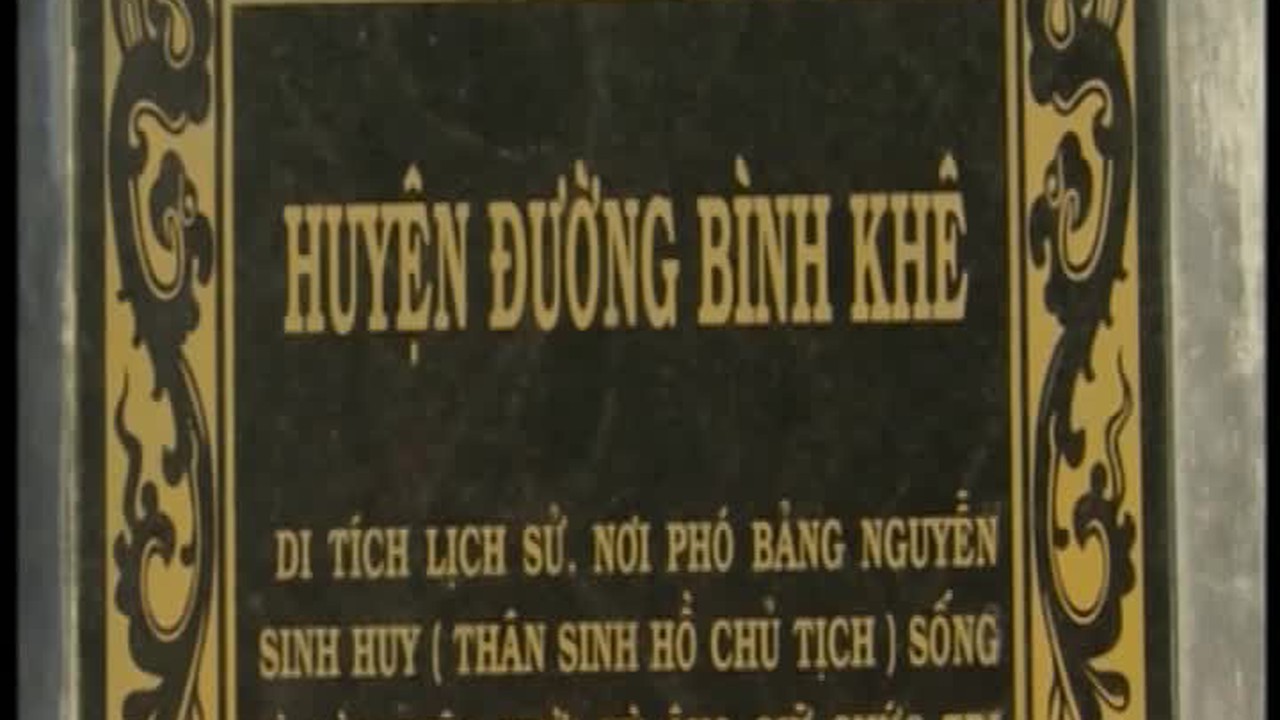 HUYỆN ĐƯỜNG BÌNH KHÊ
DI TÍCH LỊCH SỬ. NƠI PHÓ BẢNG NGUYỄN
SINH HUY ( THÂN SINH HỒ CHỦ TỊCH ) SỐNG